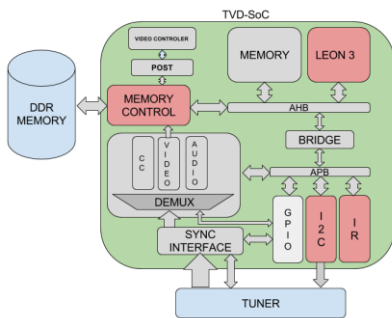 TVD-SoC
VIDEO CONTROLER
POST
MEMORY
LEON 3
DDR
MEMORY
MEMORY
CONTROL
AHB
BRIDGE
APB
CC
VIDEO
AUDIO
DEMUX
SYNC
INTERFACE
GPIO
I2C
IR
TUNER